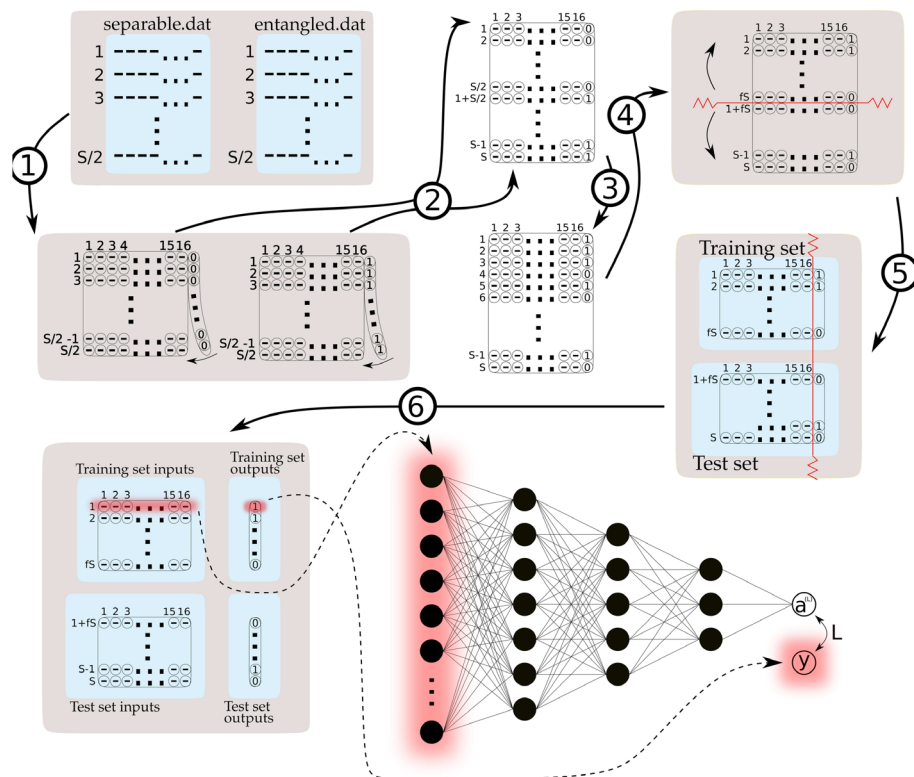 separable.dat entangled.dat
1 1
2 2
3 3
S/2 S/2
1
2
3
4
5
6
1 2 3 15 16
1 0
2 0
S/2 0
1+S/2 1
S-1 1
S 1
1 2 3 15 16
1 1
2 1
fS 0
1+fS 0
S-1 1
S 0
1 2 3 4 15 16
1 0
2 0
3 0
S/2 -1 0
S/2 0
1 2 3 4 15 16
1 1
2 1
3 1
S/2 -1 1
S/2 1
1 2 3 15 16
1 1
2 0
3 1
4 0
5 1
6 0
S-1 1
S 0
Training set
1 2 3 15 16
1 1
2 1
fS 0
1 2 3 15 16
1+fS 0
1
S 0
Test set
Training set inputs
1 2 3 15 16
1
2
fS
Training set
outputs
1
1
0
1 2 3 15 16
1+fS
S-1
S
Test set inputs
0
1
0
Test set
outputs
a(L)
L
y